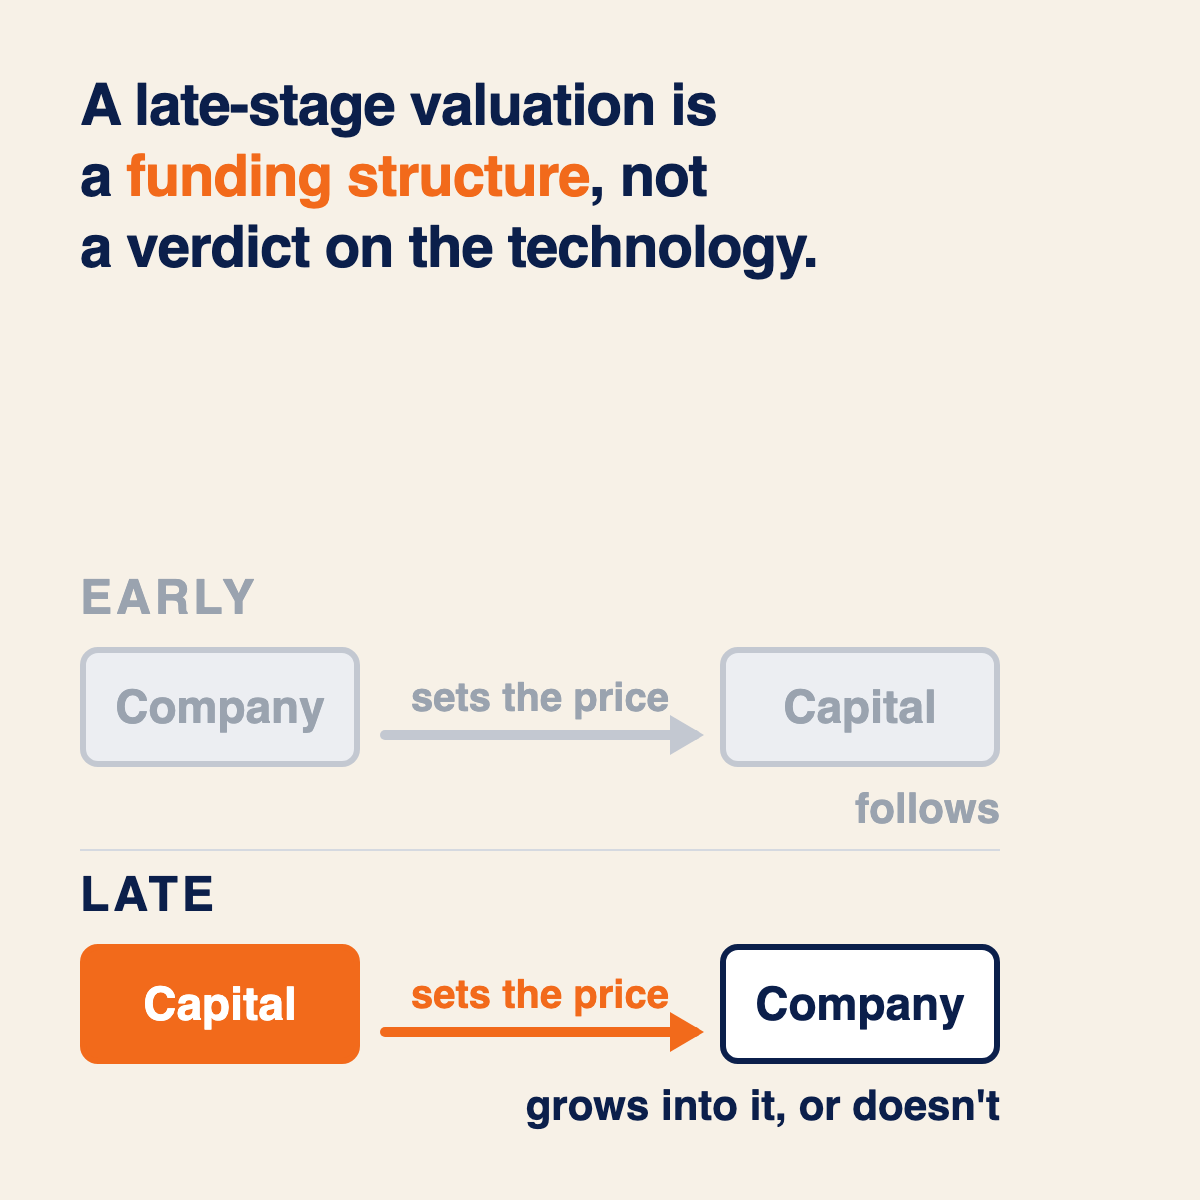 A late-stage valuation is
a funding structure, not
a verdict on the technology.
EARLY
Company
sets the price
Capital
follows
LATE
Capital
sets the price
Company
grows into it, or doesn't